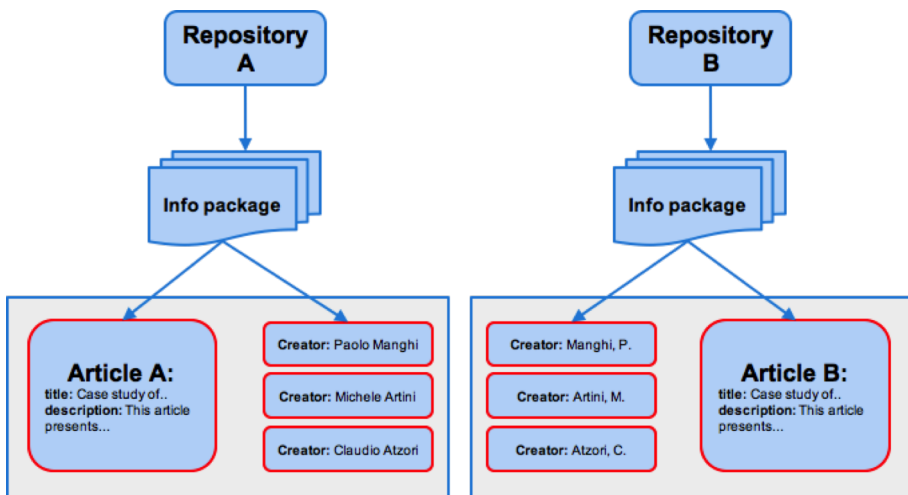 Repository
A
Repository
B
Info package
Info package
Article A:
title: Case study of..
description: This article
presents...
Creator: Paolo Manghi
Creator: Michele Artini
Creator: Claudio Atzori
Creator: Manghi, P.
Creator: Artini, M.
Creator: Atzori, C.
Article B:
title: Case study of..
description: This article
presents...